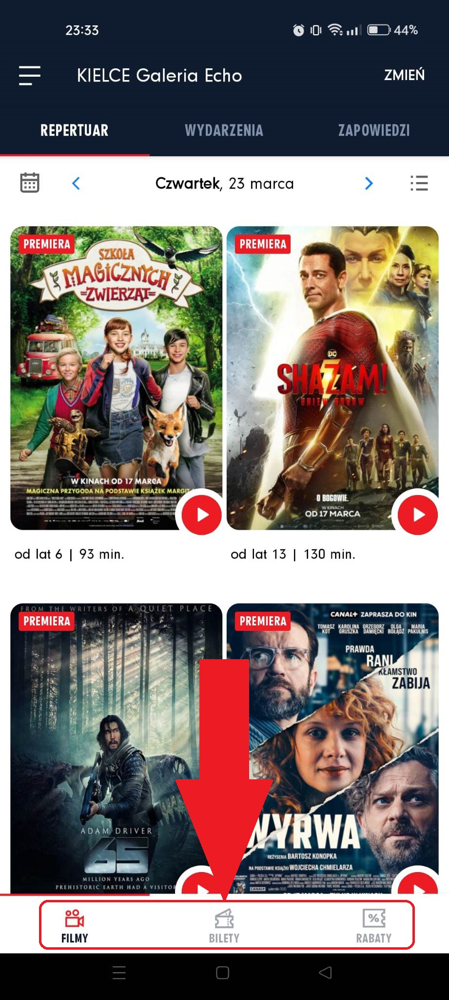 23:33
44%
KIELCE Galeria Echo
ZMIEŃ
REPERTUAR
WYDARZENIA
ZAPOWIEDZI
Czwartek, 23 marca
PREMIERA
SZKOŁA
MAGICZNYCH
ZWIERZĄT
W KINACH OD 17 MARCA
MAGICZNA PRZYGODA NA PODSTAWIE KSIĄŻEK MARGIT
od lat 6 | 93 min.
PREMIERA
DC
SHAZAM!
GNIEW BOGÓW
O BOGOWIE.
W KINACH
OD 17 MARCA
od lat 13 | 130 min.
FROM THE WRITERS OF A QUIET PLACE
PREMIERA
ADAM DRIVER
65
MILLION YEARS AGO
PREHISTORIC EARTH HAD A VISITOR
PREMIERA
CANAL+ ZAPRASZA DO KIN
TOMASZ KOT
KAROLINA GRUSZKA
GRZEGORZ DAMIĘCKI
OLGA BOŁĄDŹ
MARIA PAKULNIS
PRAWDA
RANI
KŁAMSTWO
ZABIJA
WYRWA
REŻYSERIA BARTOSZ KONOPKA
NA PODSTAWIE KSIĄŻKI WOJCIECHA CHMIELARZA
CANAL+
FILMY
BILETY
%
RABATY